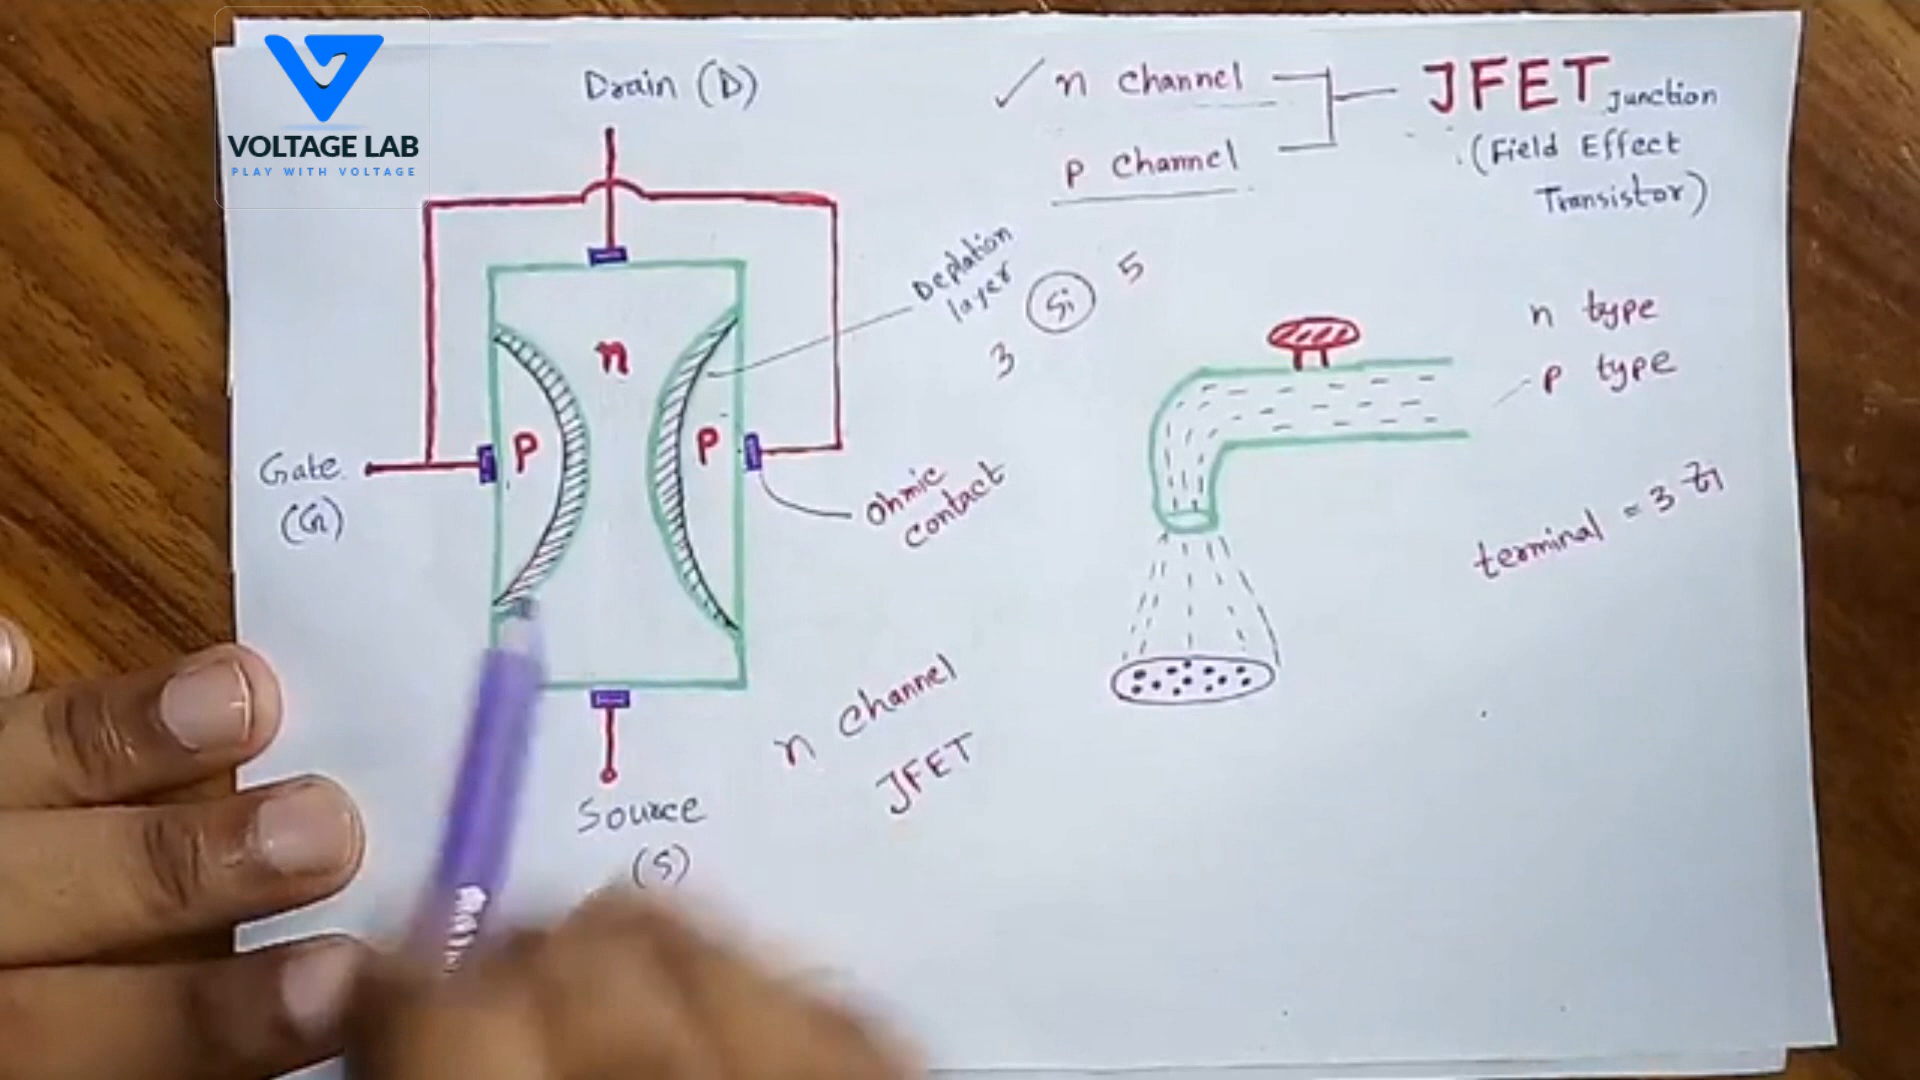 VOLTAGE LAB
PLAY WITH VOLTAGE
Drain (D)
n channel
p channel
JFET Junction
(Field Effect
Transistor)
Deplation
layer
3 Si 5
n
p
p
Gate
(G)
Ohmic
contact
n type
p type
terminal = 3 টা
n channel
JFET
Source
(S)